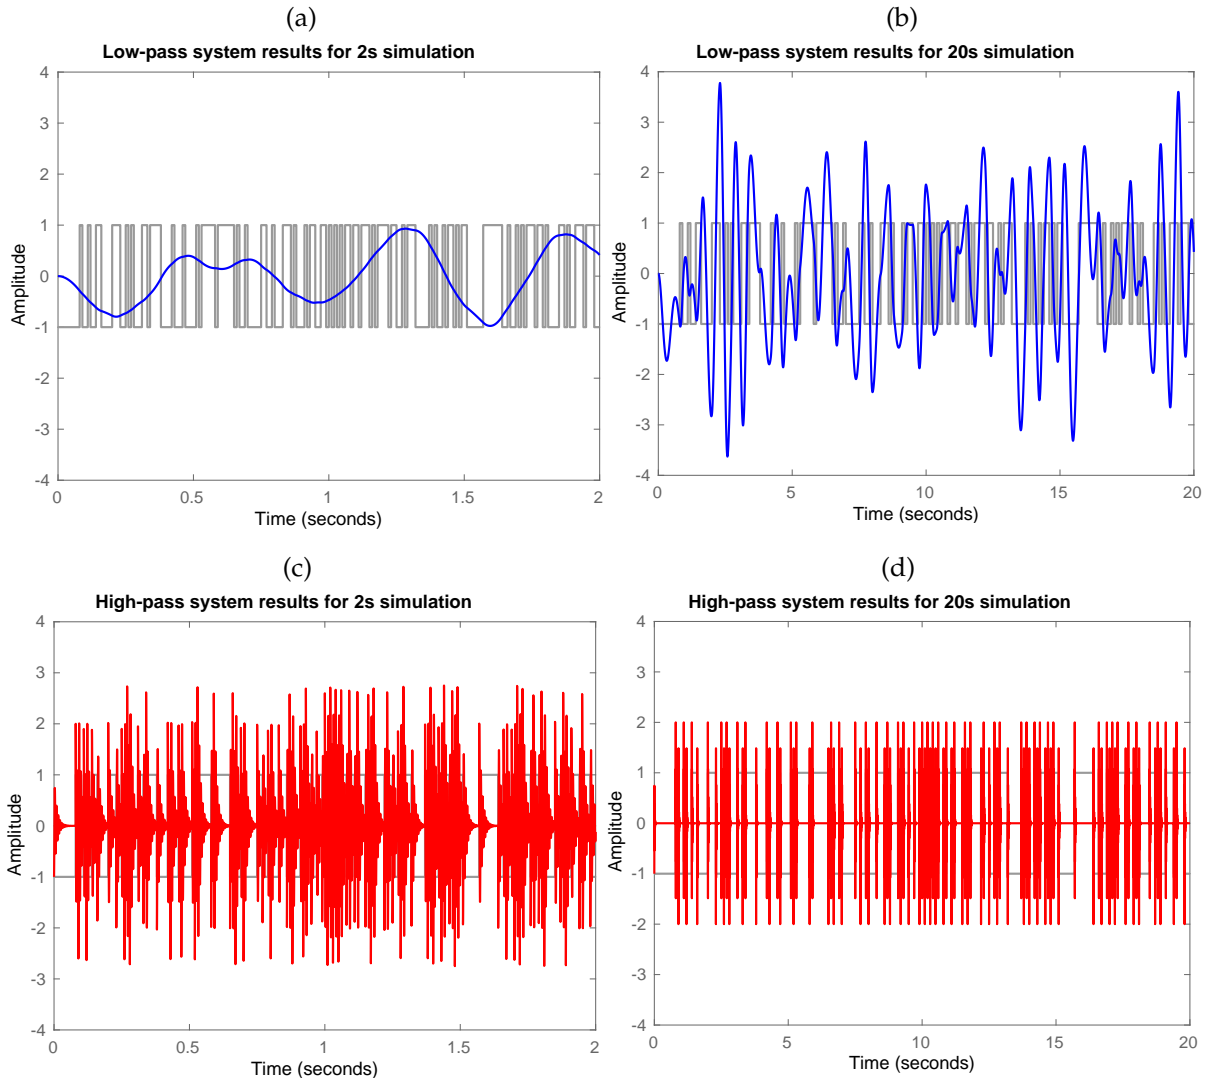 (a)
Low-pass system results for 2s simulation
4
3
2
1
0
-1
-2
-3
-4
Amplitude
0 0.5 1 1.5 2
Time (seconds)
(b)
Low-pass system results for 20s simulation
4
3
2
1
0
-1
-2
-3
-4
Amplitude
0 5 10 15 20
Time (seconds)
(c)
High-pass system results for 2s simulation
4
3
2
1
0
-1
-2
-3
-4
Amplitude
0 0.5 1 1.5 2
Time (seconds)
(d)
High-pass system results for 20s simulation
4
3
2
1
0
-1
-2
-3
-4
Amplitude
0 5 10 15 20
Time (seconds)